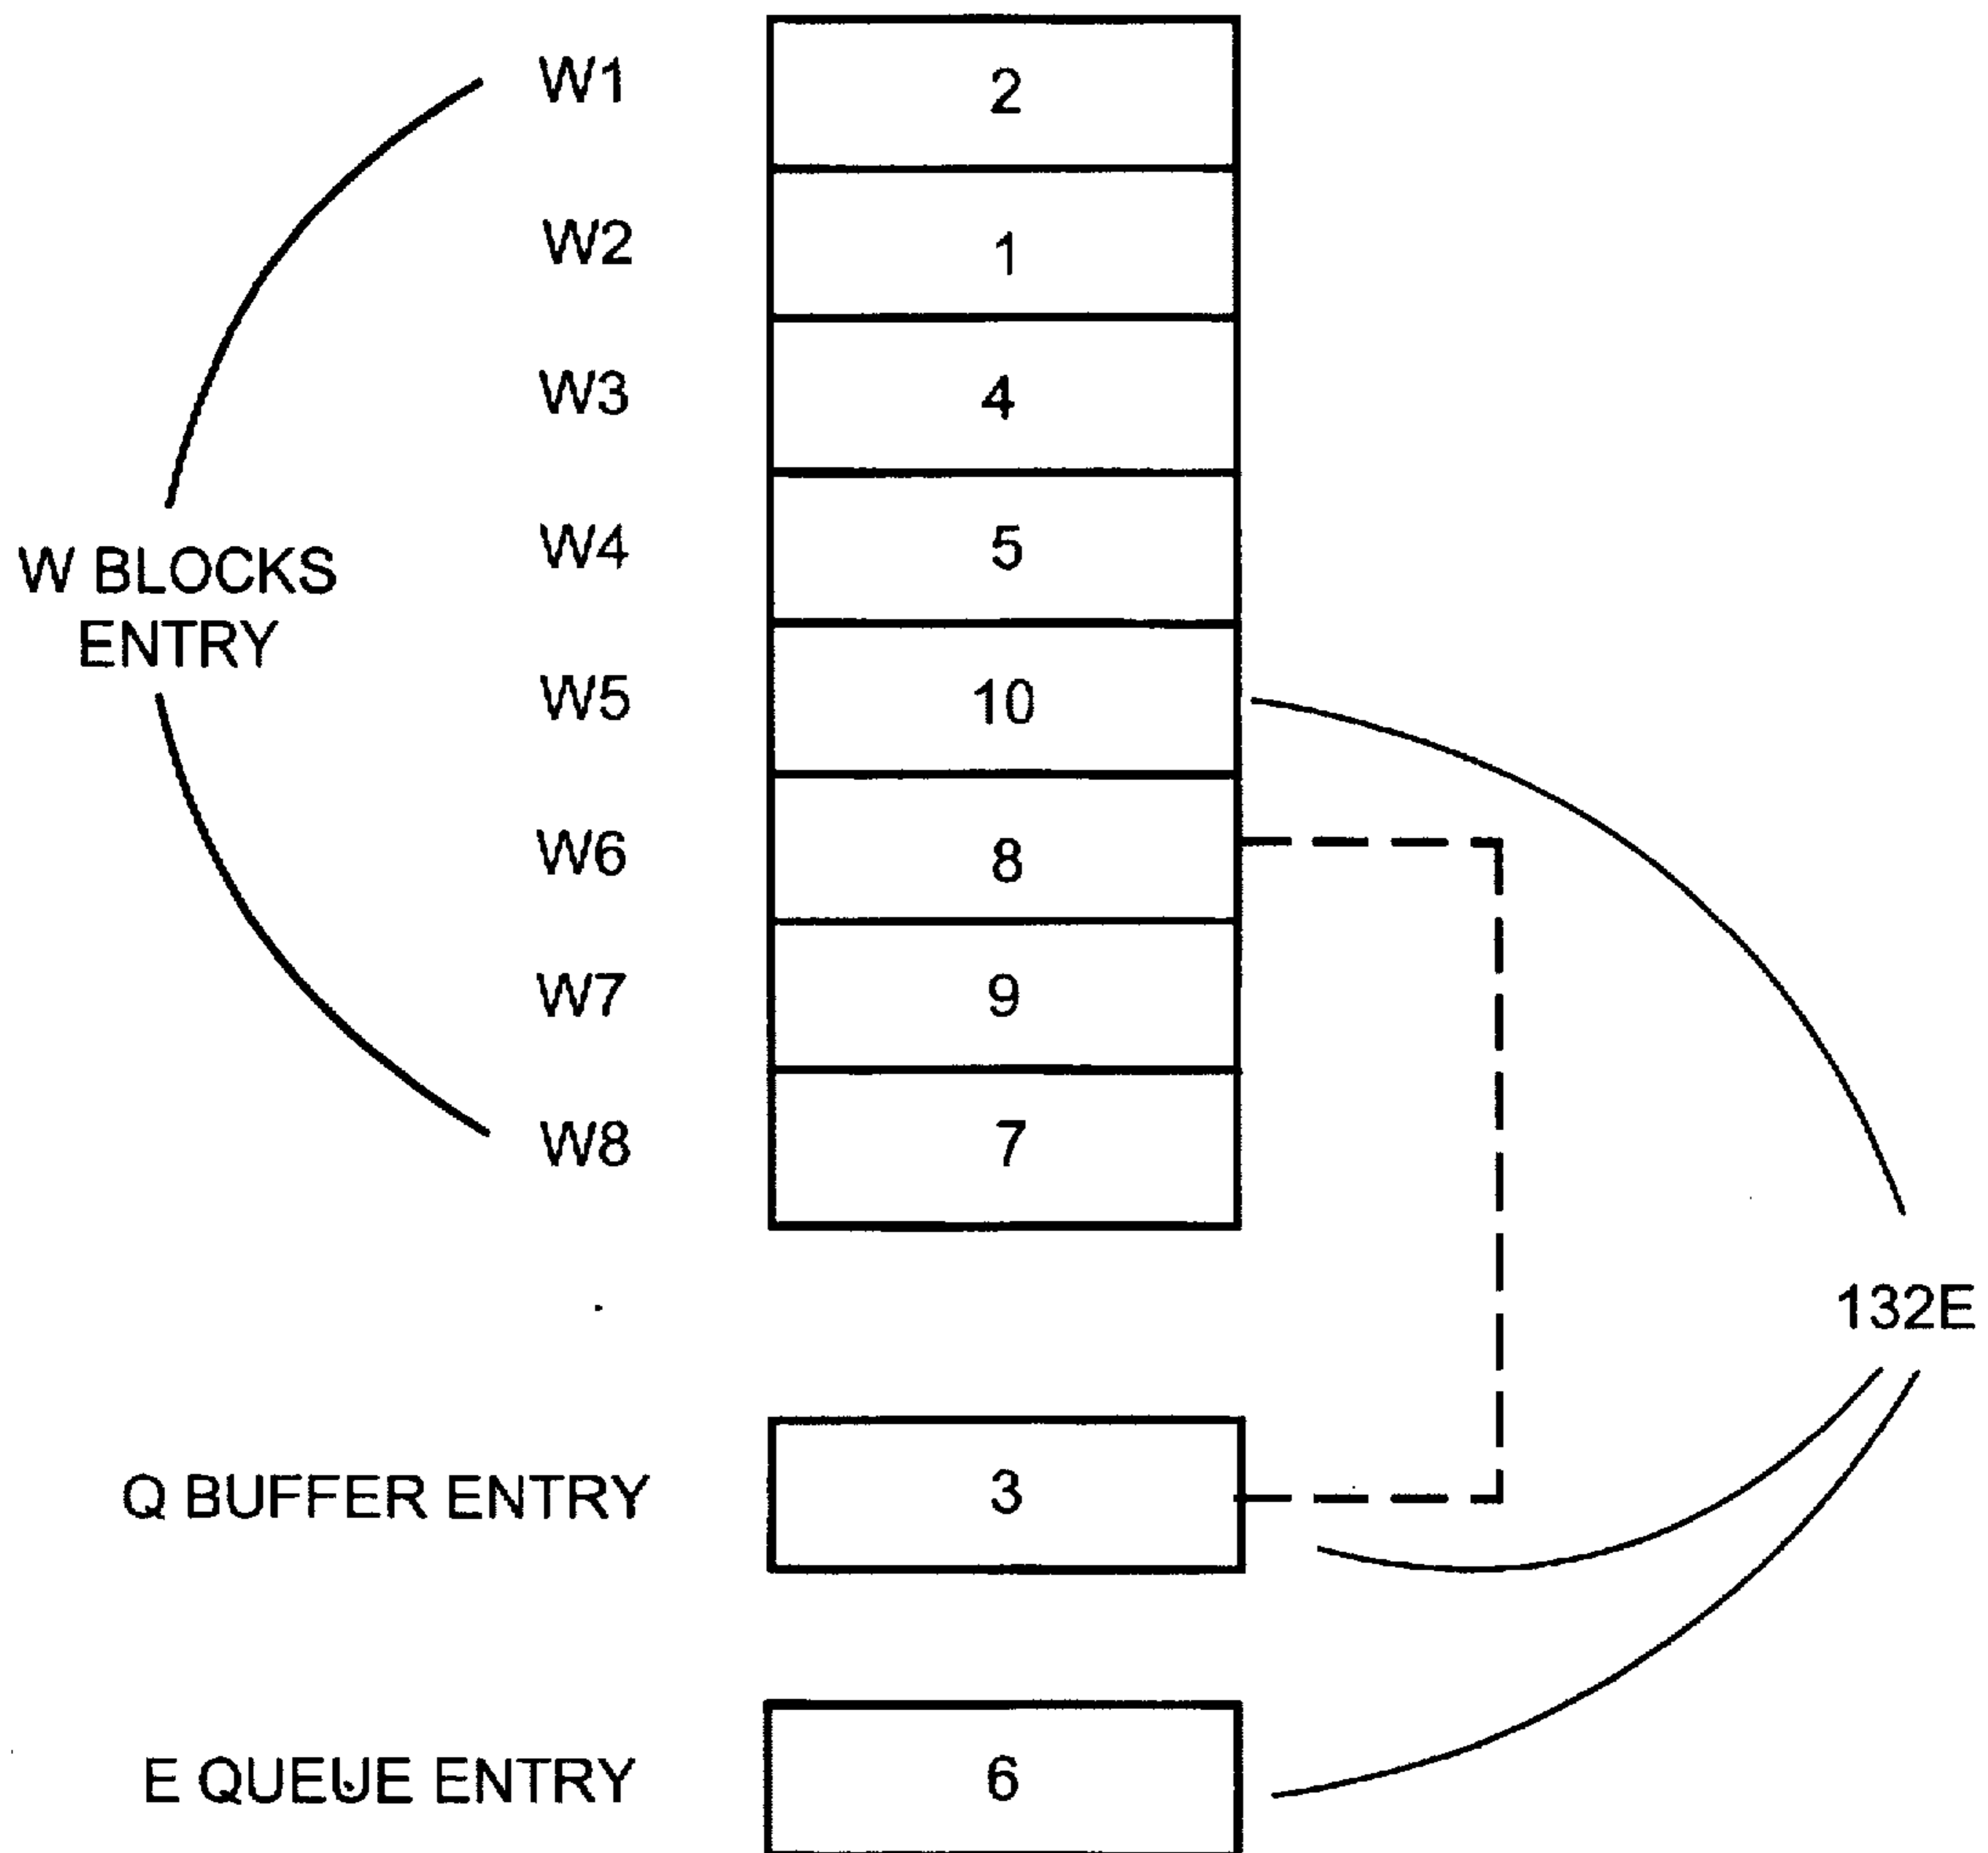 W1 2
W2 1
W3 4
W4 5
W BLOCKS
ENTRY
W5 10
W6 8
W7 9
W8 7
132E
Q BUFFER ENTRY 3
E QUEUE ENTRY 6